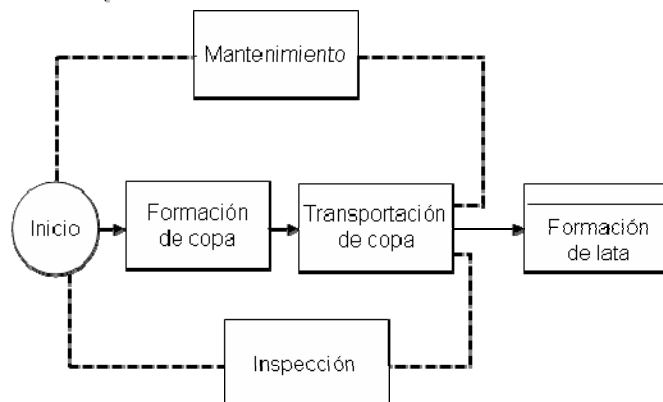 Mantenimiento
Inicio
Formación
de copa
Transportación
de copa
Formación
de lata
Inspección